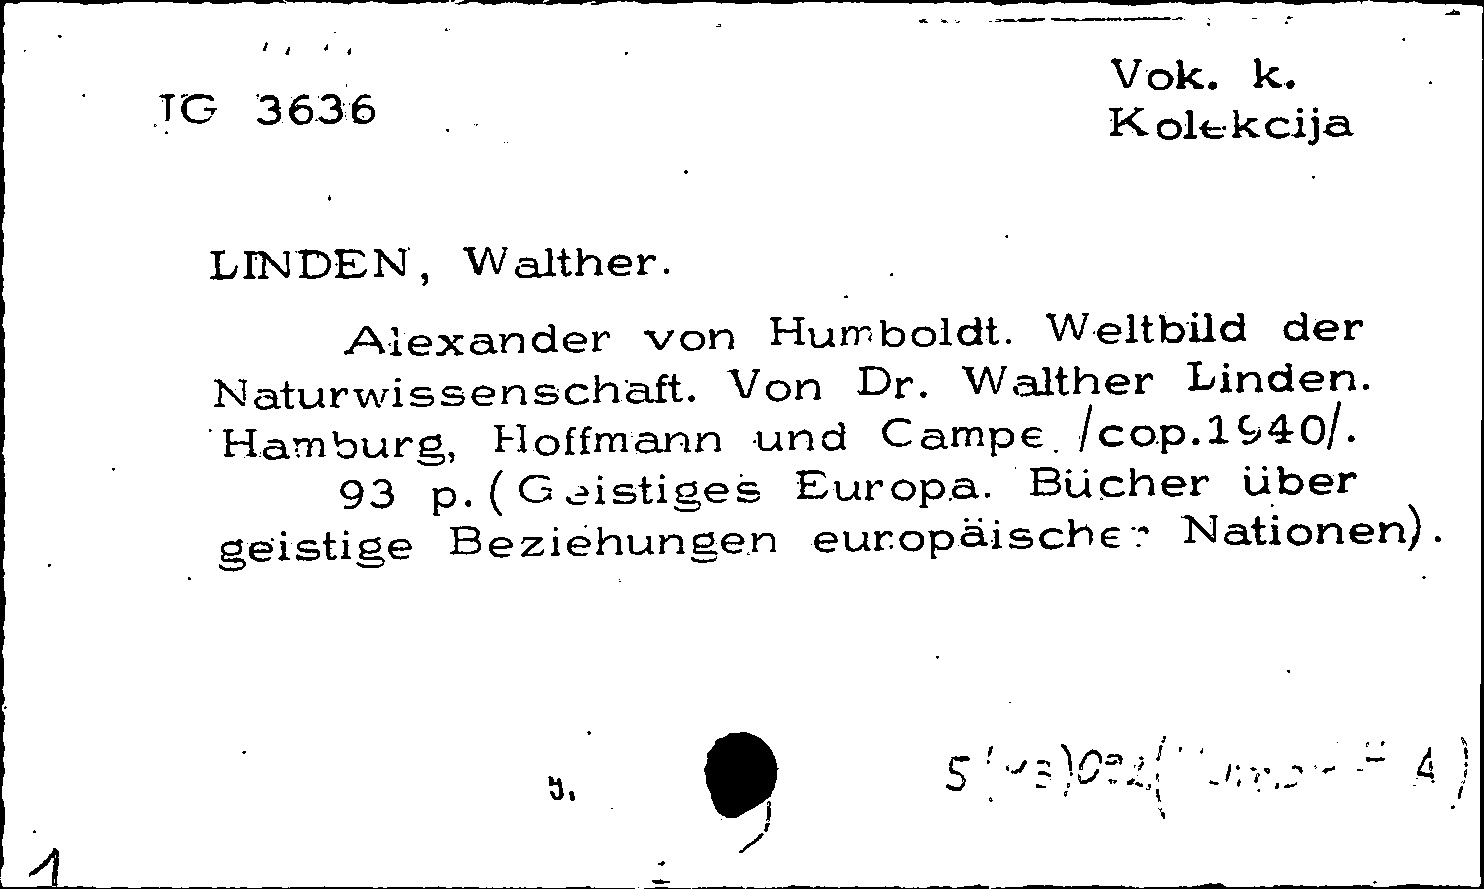 IG 3636
Vok. k.
Kolekcija
LINDEN, Walther.
Alexander von Humboldt. Weltbild der
Naturwissenschaft. Von Dr. Walther Linden.
Hamburg, Hoffmann und Campe /cop.1940/.
93 p. (Geistiges Europa. Bücher über
geistige Beziehungen europäischer Nationen).
y.
1